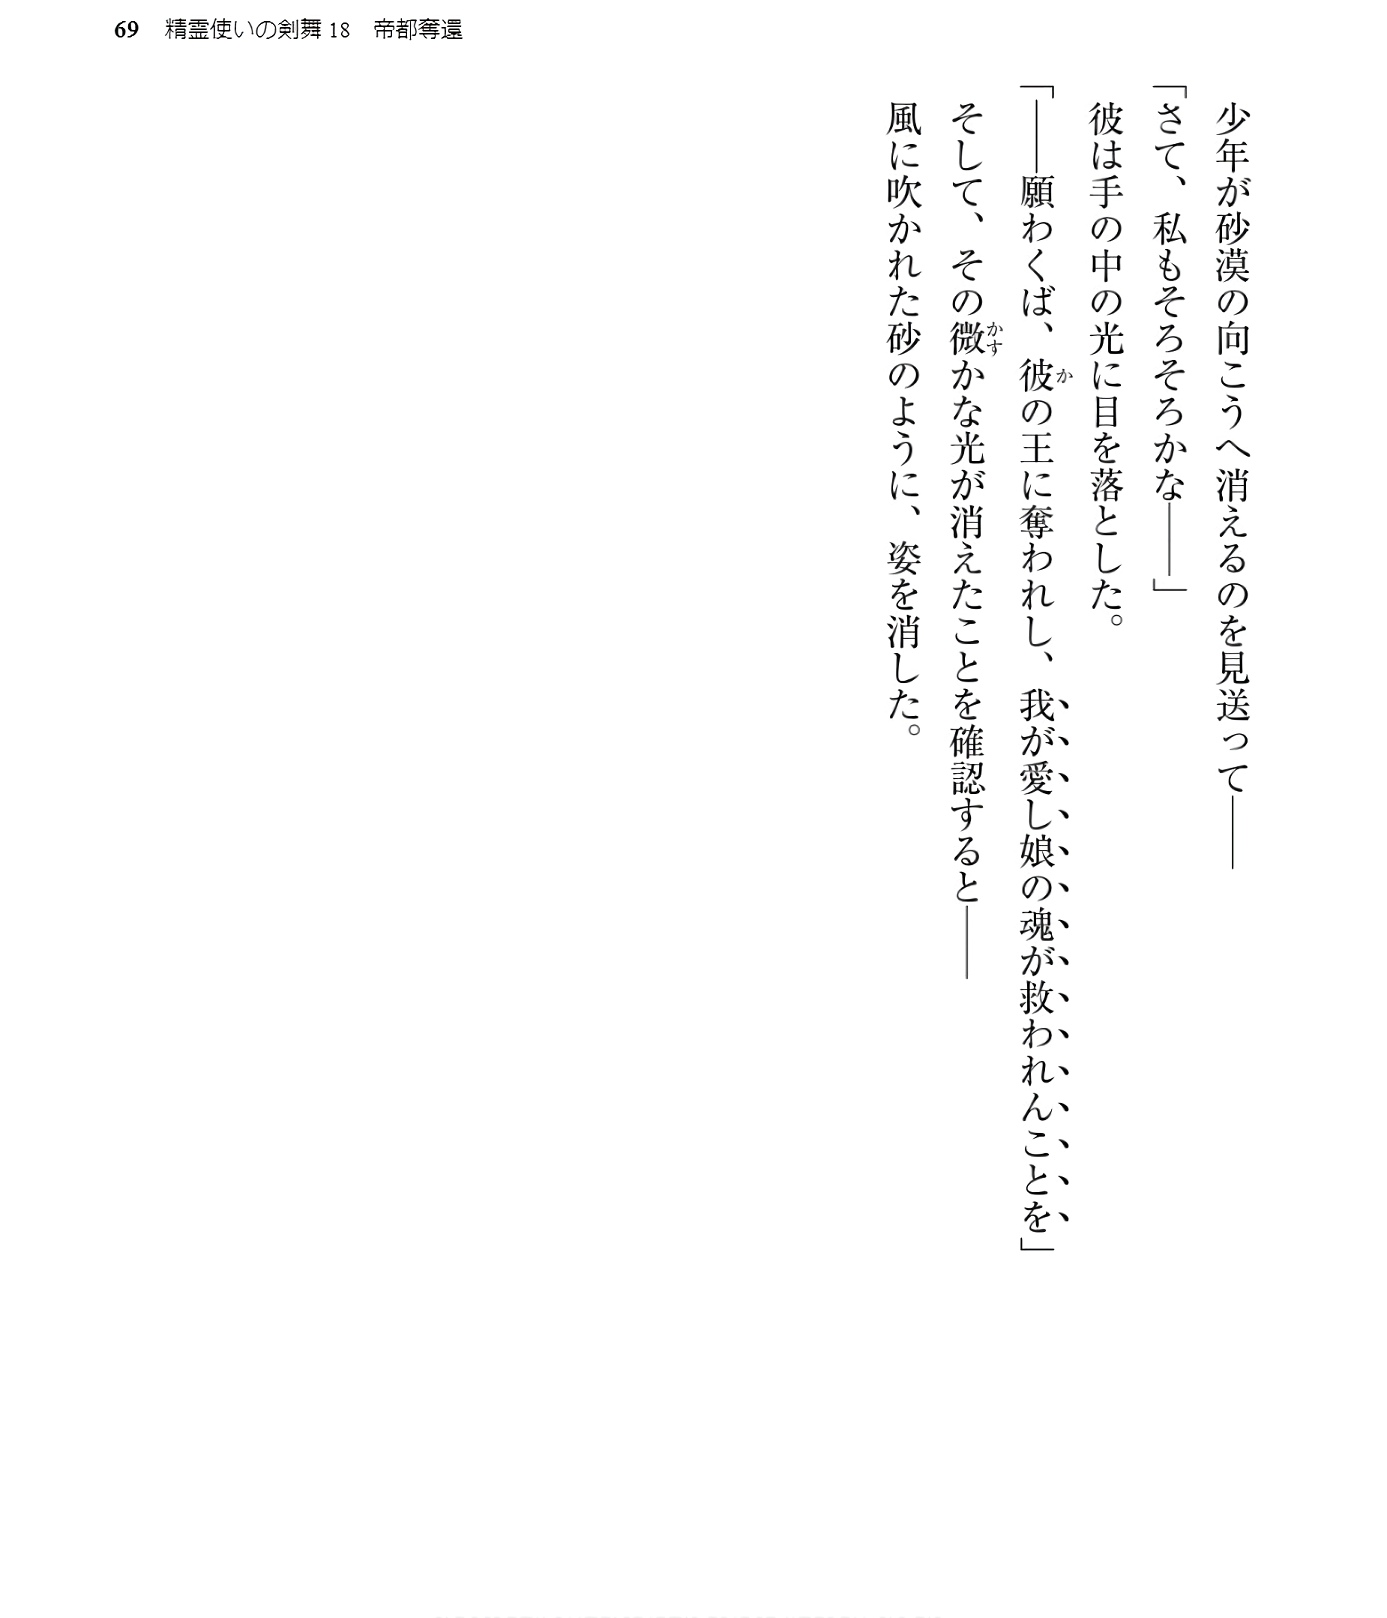 69 精霊使いの剣舞18 帝都奪還
少年が砂漠の向こうへ消えるのを見送って――
「さて、私もそろそろかな――」
彼は手の中の光に目を落とした。
「――願わくば、彼の王に奪われし、我が愛し娘の魂が救われんことを」
そして、その微かな光が消えたことを確認すると――
風に吹かれた砂のように、姿を消した。